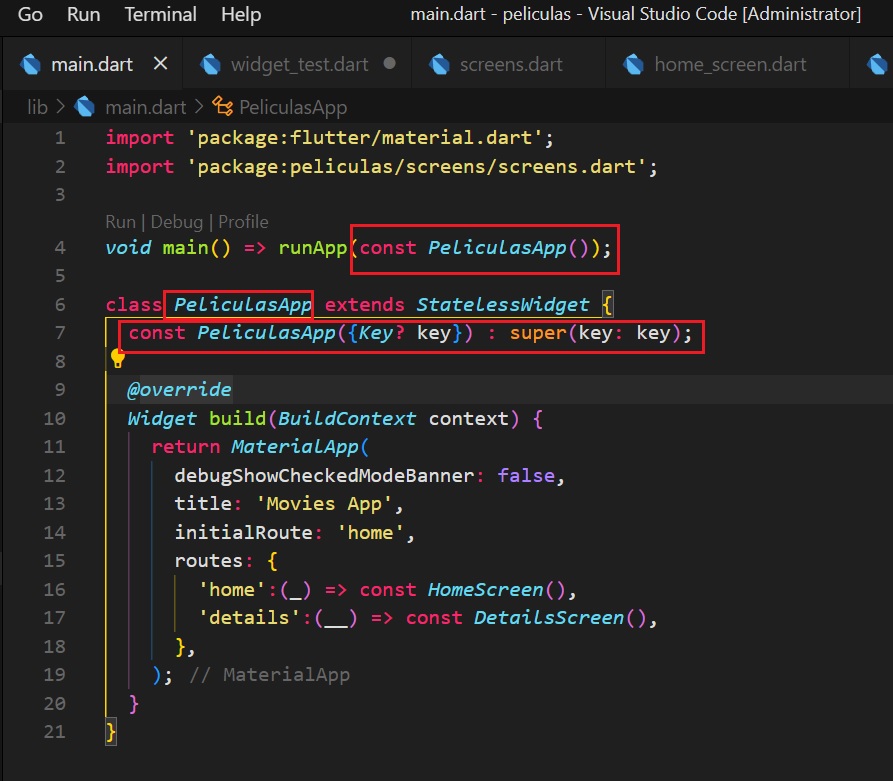 Go Run Terminal Help main.dart - peliculas - Visual Studio Code [Administrator]
main.dart widget_test.dart screens.dart home_screen.dart
lib > main.dart > PeliculasApp
1 import 'package:flutter/material.dart';
2 import 'package:peliculas/screens/screens.dart';
3
Run | Debug | Profile
4 void main() => runApp(const PeliculasApp());
5
6 class PeliculasApp extends StatelessWidget {
7 const PeliculasApp({Key? key}) : super(key: key);
8
9 @override
10 Widget build(BuildContext context) {
11 return MaterialApp(
12 debugShowCheckedModeBanner: false,
13 title: 'Movies App',
14 initialRoute: 'home',
15 routes: {
16 'home':(_) => const HomeScreen(),
17 'details':(__) => const DetailsScreen(),
18 },
19 ); // MaterialApp
20 }
21 }